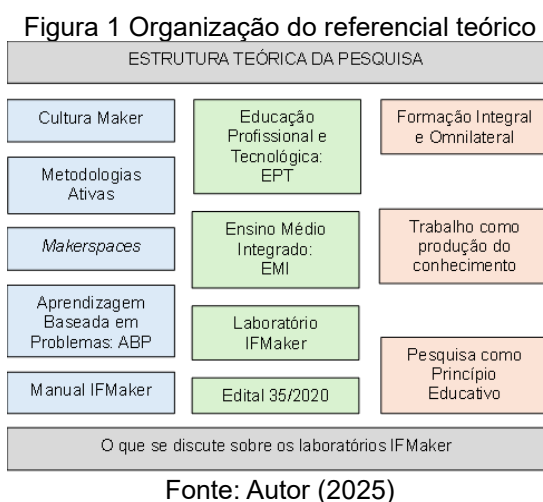 Figura 1 Organização do referencial teórico
ESTRUTURA TEÓRICA DA PESQUISA
Cultura Maker
Metodologias
Ativas
Makerspaces
Aprendizagem
Baseada em
Problemas: ABP
Manual IFMaker
Educação
Profissional e
Tecnológica:
EPT
Ensino Médio
Integrado:
EMI
Laboratório
IFMaker
Edital 35/2020
Formação Integral
e Omnilateral
Trabalho como
produção do
conhecimento
Pesquisa como
Princípio
Educativo
O que se discute sobre os laboratórios IFMaker
Fonte: Autor (2025)